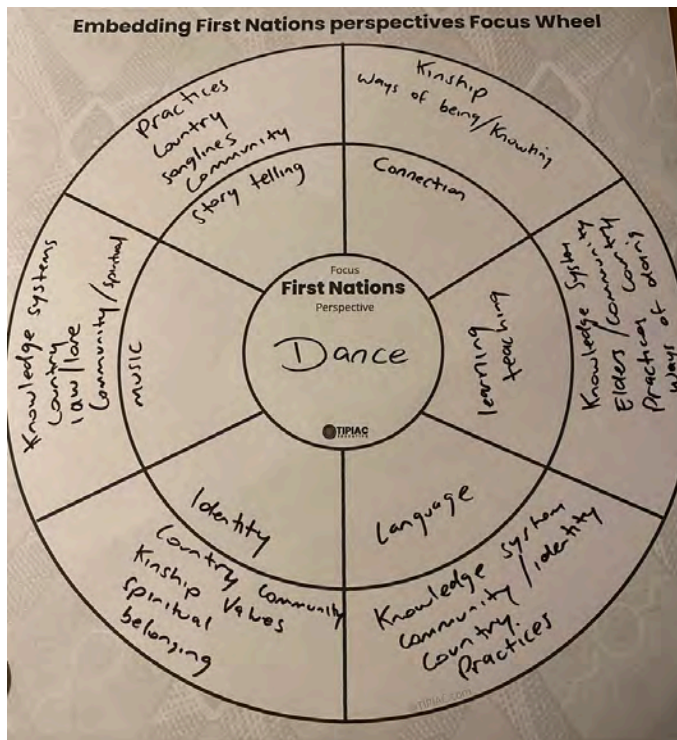 Embedding First Nations perspectives Focus Wheel
Practices
Country
songlines
Community
Story telling
Kinship
Ways of being/Knowing
Connection
Knowledge System
Elders/community
Practices
Ways of
learning
teaching
Knowledge system
community/identity
Country.
Practices
Language
Country community
Kinship Values
spiritual
belonging
Identity
Knowledge systems
Country
law/lore
Community/spiritual
music
Focus
First Nations
Perspective
Dance
TIPIAC
TIPIAC.com